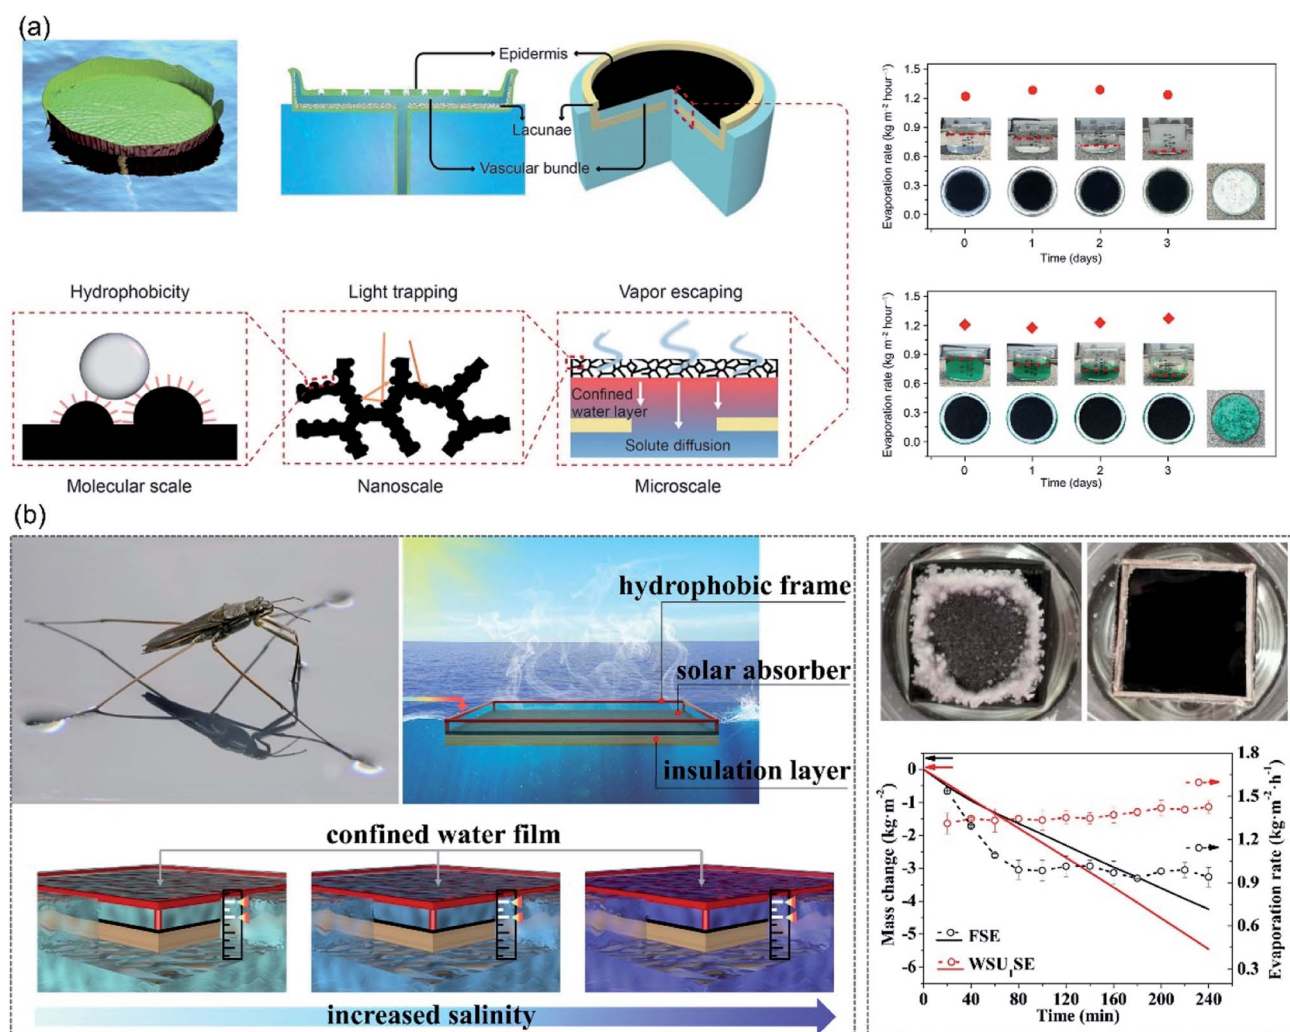 (a)
Epidermis
Lacunae
Vascular bundle
Hydrophobicity
Light trapping
Vapor escaping
Confined
water layer
Solute diffusion
Molecular scale
Nanoscale
Microscale
Evaporation rate (kg m⁻² hour⁻¹)
1.5
1.2
0.9
0.6
0.3
0.0
0
1
2
3
Time (days)
Evaporation rate (kg m⁻² hour⁻¹)
1.5
1.2
0.9
0.6
0.3
0.0
0
1
2
3
Time (days)
(b)
hydrophobic frame
solar absorber
insulation layer
confined water film
increased salinity
Mass change (kg·m⁻²)
0
-1
-2
-3
-4
-5
-6
1.8
1.5
1.2
0.9
0.6
0.3
Evaporation rate (kg·m⁻²·h⁻¹)
FSE
WSU₁SE
0
40
80
120
160
200
240
Time (min)